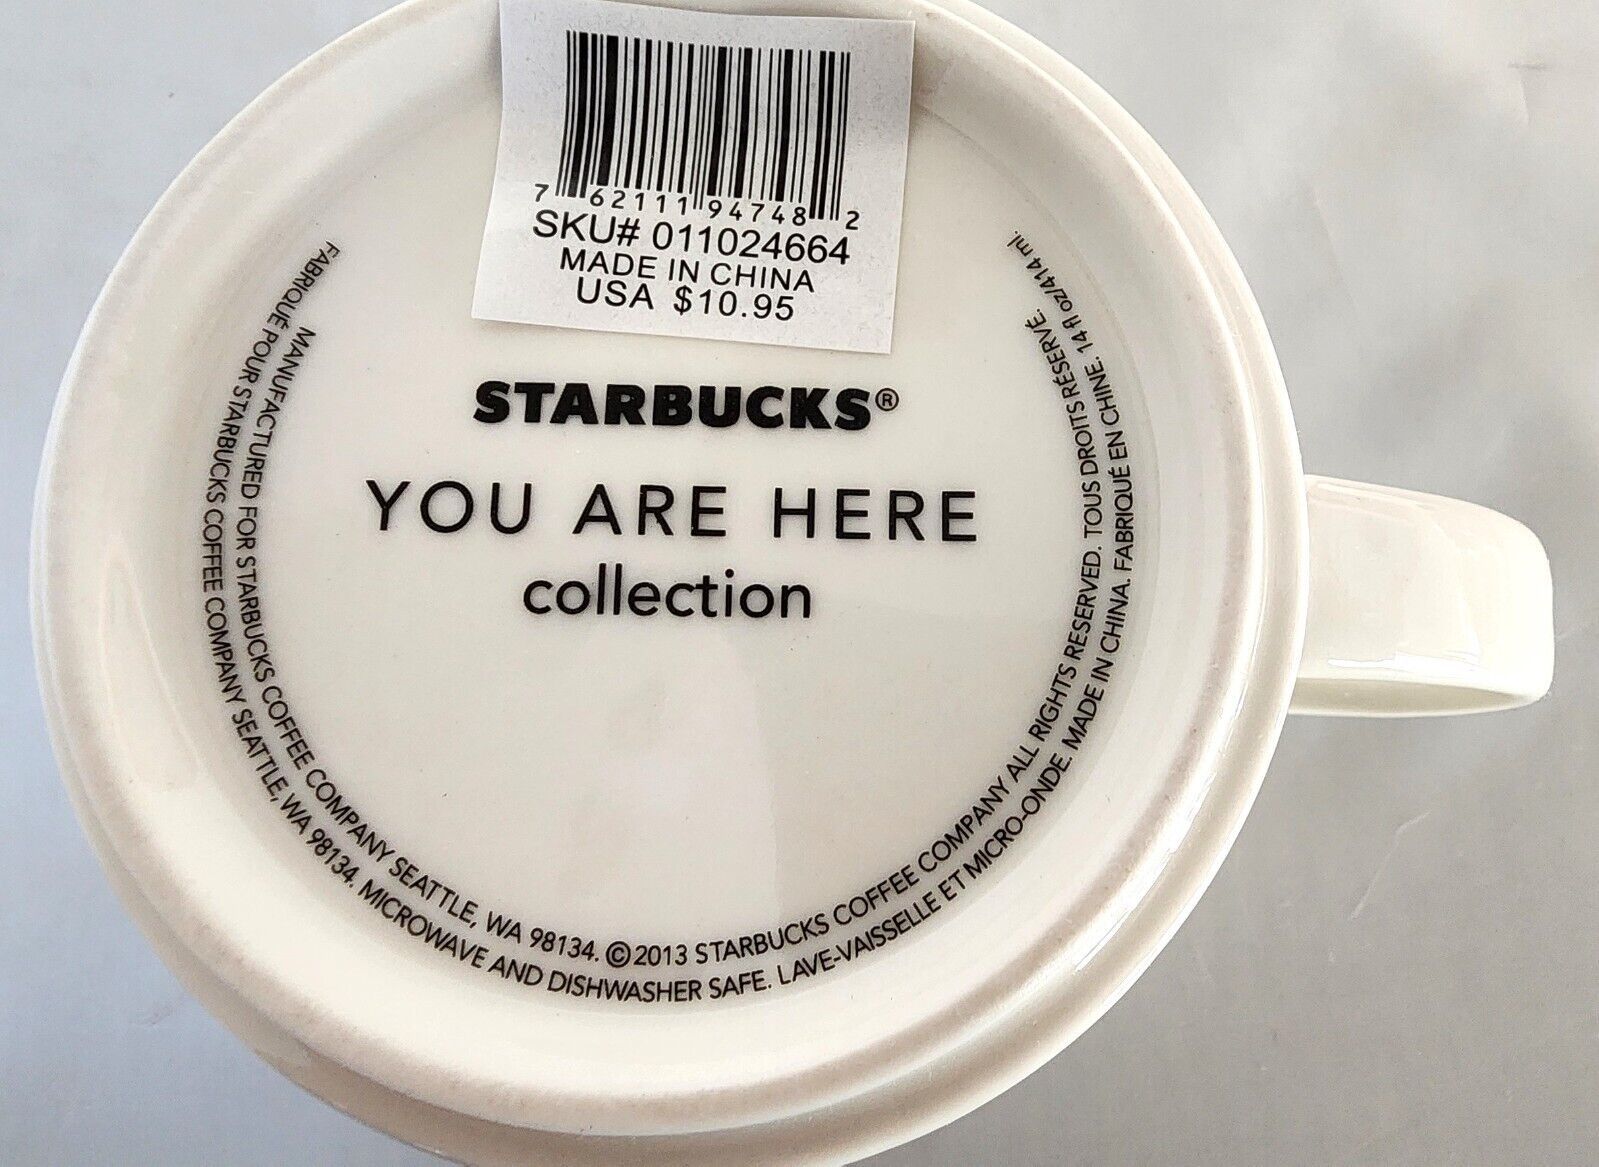 7 62111 94748 2
SKU# 011024664
MADE IN CHINA
USA $10.95
STARBUCKS®
YOU ARE HERE
collection
MANUFACTURED FOR STARBUCKS COFFEE COMPANY SEATTLE, WA 98134. ©2013 STARBUCKS COFFEE COMPANY ALL RIGHTS RESERVED. TOUS DROITS RÉSERVÉ.
FABRIQUÉ POUR STARBUCKS COFFEE COMPANY SEATTLE, WA 98134. MICROWAVE AND DISHWASHER SAFE. LAVE-VAISSELLE ET MICRO-ONDE. MADE IN CHINA. FABRIQUÉ EN CHINE. 14 fl oz/414 ml.